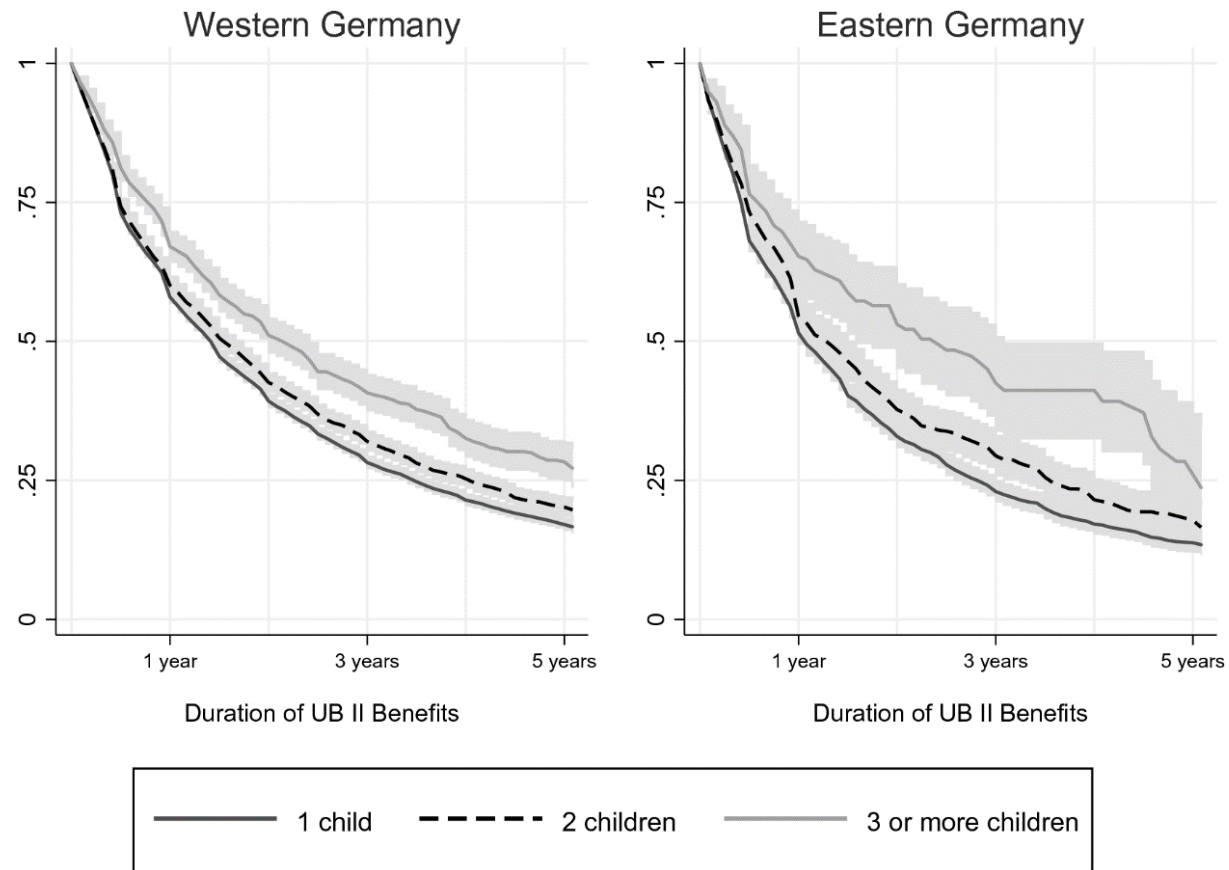 Western Germany
1
.75
.5
.25
0
1 year 3 years 5 years
Duration of UB II Benefits
Eastern Germany
1
.75
.5
.25
0
1 year 3 years 5 years
Duration of UB II Benefits
1 child 2 children 3 or more children